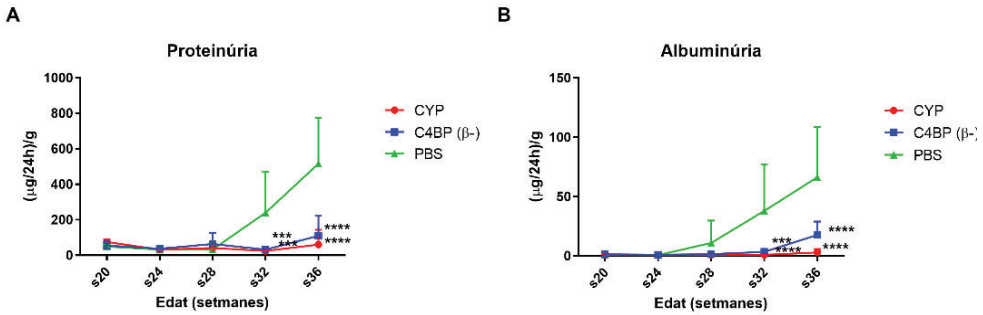 A
Proteinúria
(µg/24h)/g
1000
800
600
400
200
0
s20
s24
s28
s32
s36
Edat (setmanes)
***
***
****
****
CYP
C4BP (β-)
PBS
B
Albuminúria
(µg/24h)/g
150
100
50
0
s20
s24
s28
s32
s36
Edat (setmanes)
***
****
****
****
CYP
C4BP (β-)
PBS